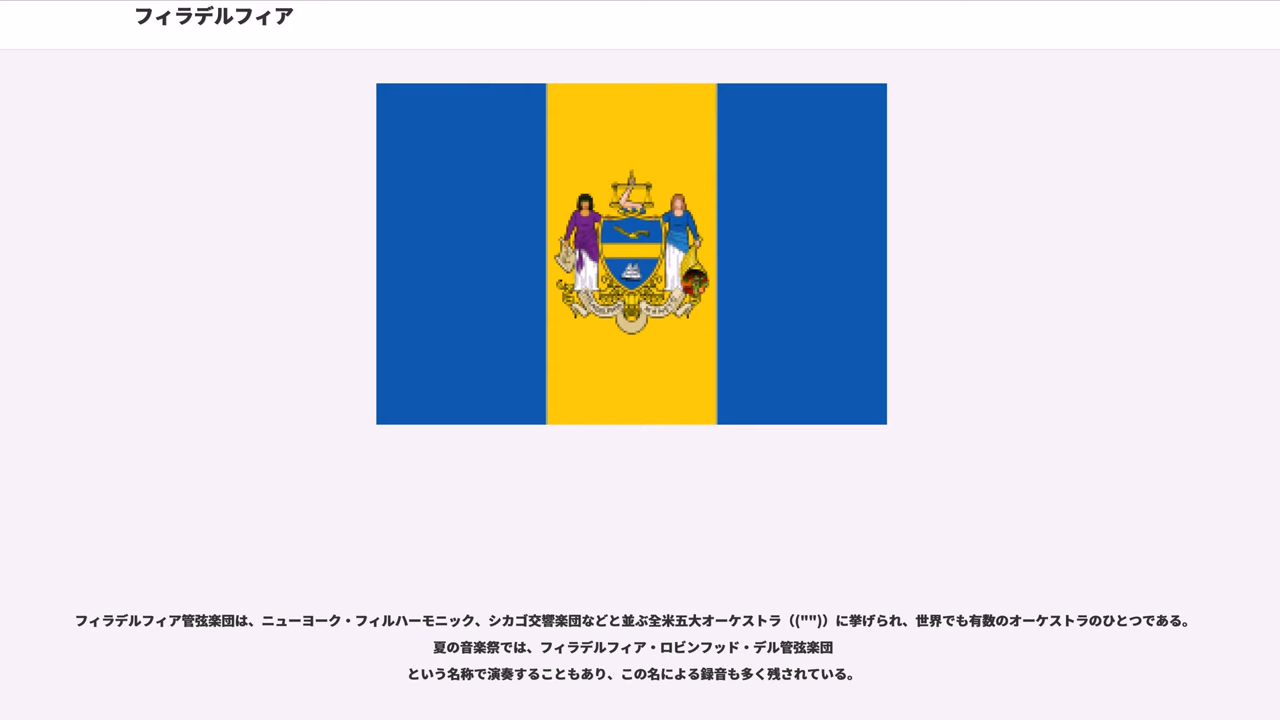 フィラデルフィア
フィラデルフィア管弦楽団は、ニューヨーク・フィルハーモニック、シカゴ交響楽団などと並ぶ全米五大オーケストラ（("")）に挙げられ、世界でも有数のオーケストラのひとつである。
夏の音楽祭では、フィラデルフィア・ロビンフッド・デル管弦楽団
という名称で演奏することもあり、この名による録音も多く残されている。